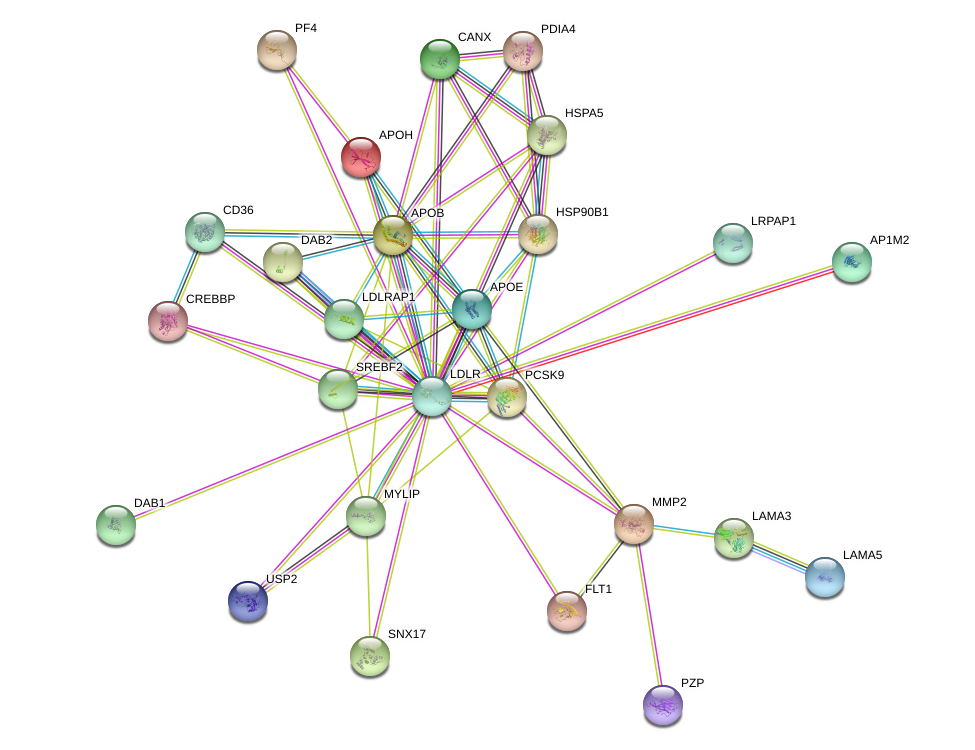 PF4
CANX
PDIA4
HSPA5
APOH
CD36
APOB
HSP90B1
DAB2
LRPAP1
AP1M2
APOE
CREBBP
LDLRAP1
SREBF2
LDLR
PCSK9
MYLIP
DAB1
MMP2
LAMA3
LAMA5
USP2
FLT1
SNX17
PZP